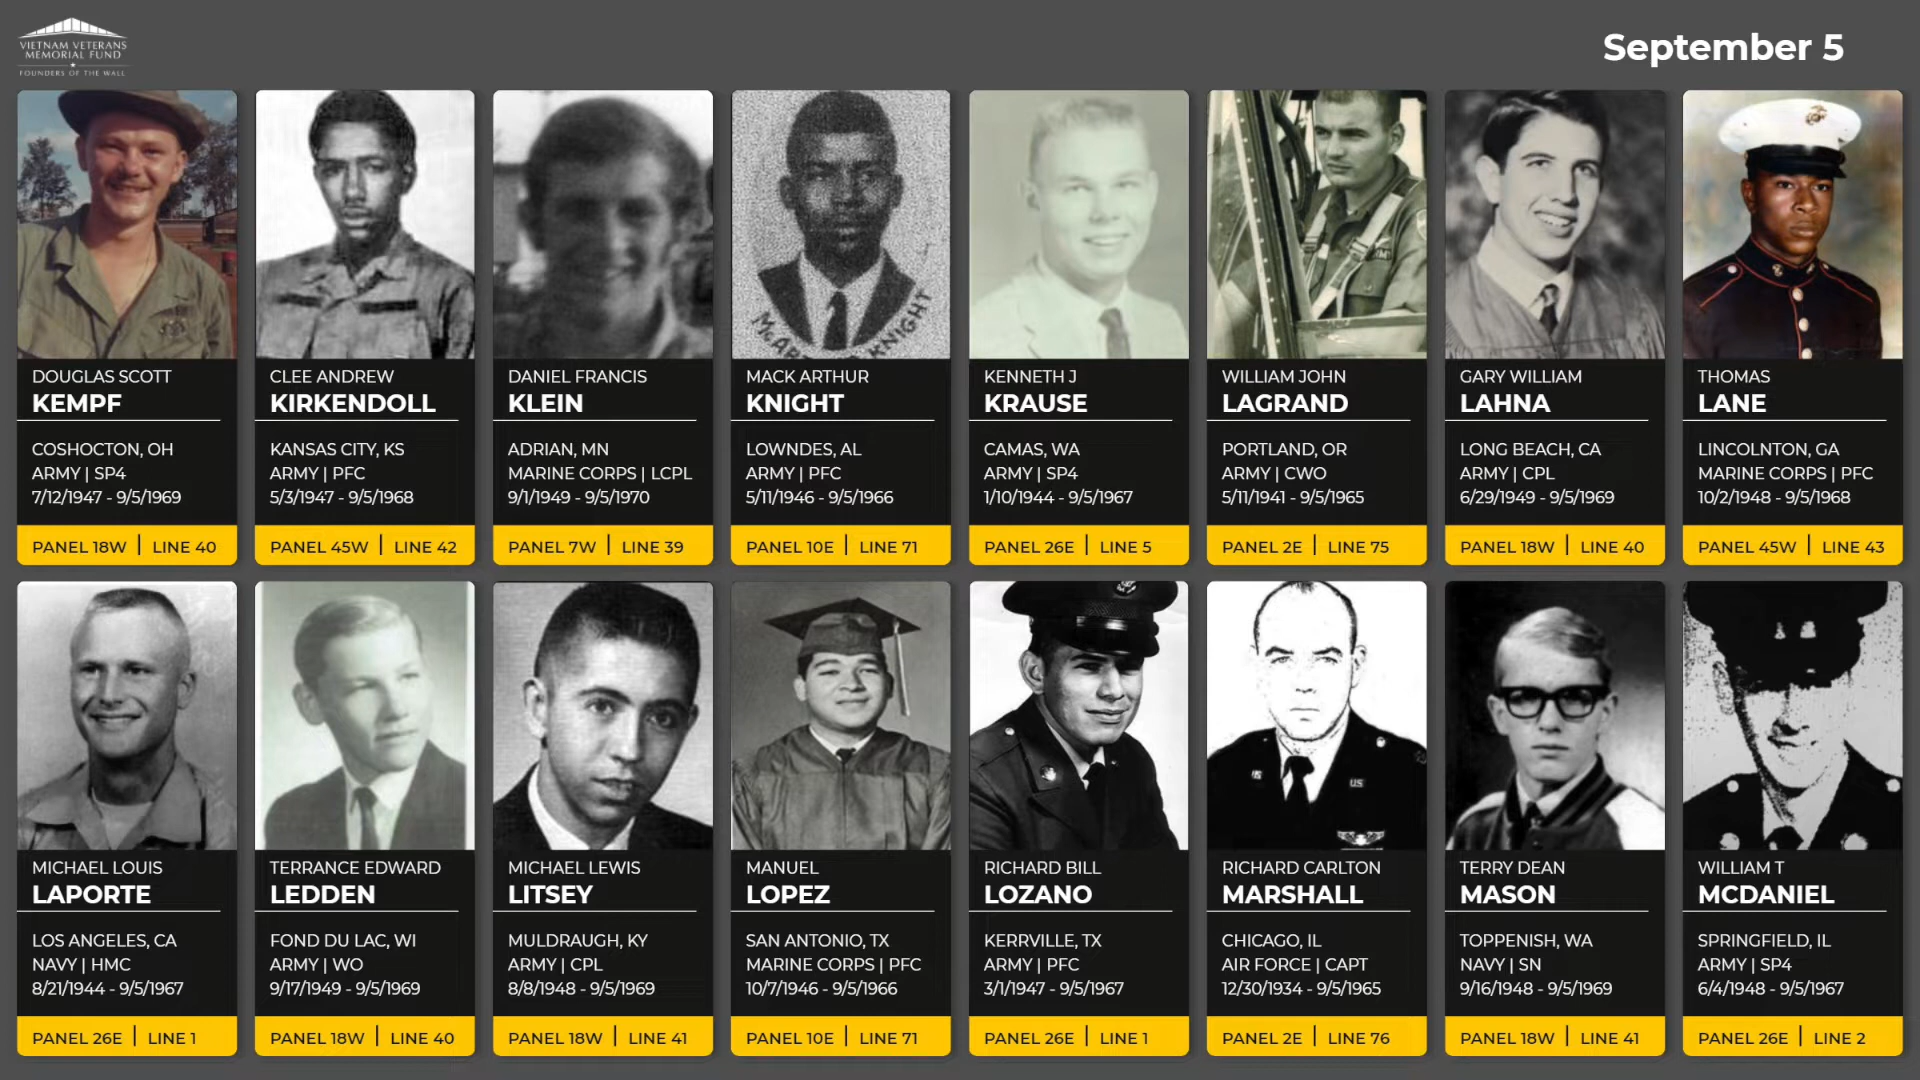 VIETNAM VETERANS
MEMORIAL FUND
FOUNDERS OF THE WALL
September 5
DOUGLAS SCOTT
KEMPF
COSHOCTON, OH
ARMY | SP4
7/12/1947 - 9/5/1969
PANEL 18W | LINE 40
CLEE ANDREW
KIRKENDOLL
KANSAS CITY, KS
ARMY | PFC
5/3/1947 - 9/5/1968
PANEL 45W | LINE 42
DANIEL FRANCIS
KLEIN
ADRIAN, MN
MARINE CORPS | LCPL
9/1/1949 - 9/5/1970
PANEL 7W | LINE 39
KNIGHT
MACK ARTHUR
KNIGHT
LOWNDES, AL
ARMY | PFC
5/11/1946 - 9/5/1966
PANEL 10E | LINE 71
KENNETH J
KRAUSE
CAMAS, WA
ARMY | SP4
1/10/1944 - 9/5/1967
PANEL 26E | LINE 5
WILLIAM JOHN
LAGRAND
PORTLAND, OR
ARMY | CWO
5/11/1941 - 9/5/1965
PANEL 2E | LINE 75
GARY WILLIAM
LAHNA
LONG BEACH, CA
ARMY | CPL
6/29/1949 - 9/5/1969
PANEL 18W | LINE 40
THOMAS
LANE
LINCOLNTON, GA
MARINE CORPS | PFC
10/2/1948 - 9/5/1968
PANEL 45W | LINE 43
MICHAEL LOUIS
LAPORTE
LOS ANGELES, CA
NAVY | HMC
8/21/1944 - 9/5/1967
PANEL 26E | LINE 1
TERRANCE EDWARD
LEDDEN
FOND DU LAC, WI
ARMY | WO
9/17/1949 - 9/5/1969
PANEL 18W | LINE 40
MICHAEL LEWIS
LITSEY
MULDRAUGH, KY
ARMY | CPL
8/8/1948 - 9/5/1969
PANEL 18W | LINE 41
MANUEL
LOPEZ
SAN ANTONIO, TX
MARINE CORPS | PFC
10/7/1946 - 9/5/1966
PANEL 10E | LINE 71
RICHARD BILL
LOZANO
KERRVILLE, TX
ARMY | PFC
3/1/1947 - 9/5/1967
PANEL 26E | LINE 1
US
RICHARD CARLTON
MARSHALL
CHICAGO, IL
AIR FORCE | CAPT
12/30/1934 - 9/5/1965
PANEL 2E | LINE 76
TERRY DEAN
MASON
TOPPENISH, WA
NAVY | SN
9/16/1948 - 9/5/1969
PANEL 18W | LINE 41
WILLIAM T
MCDANIEL
SPRINGFIELD, IL
ARMY | SP4
6/4/1948 - 9/5/1967
PANEL 26E | LINE 2